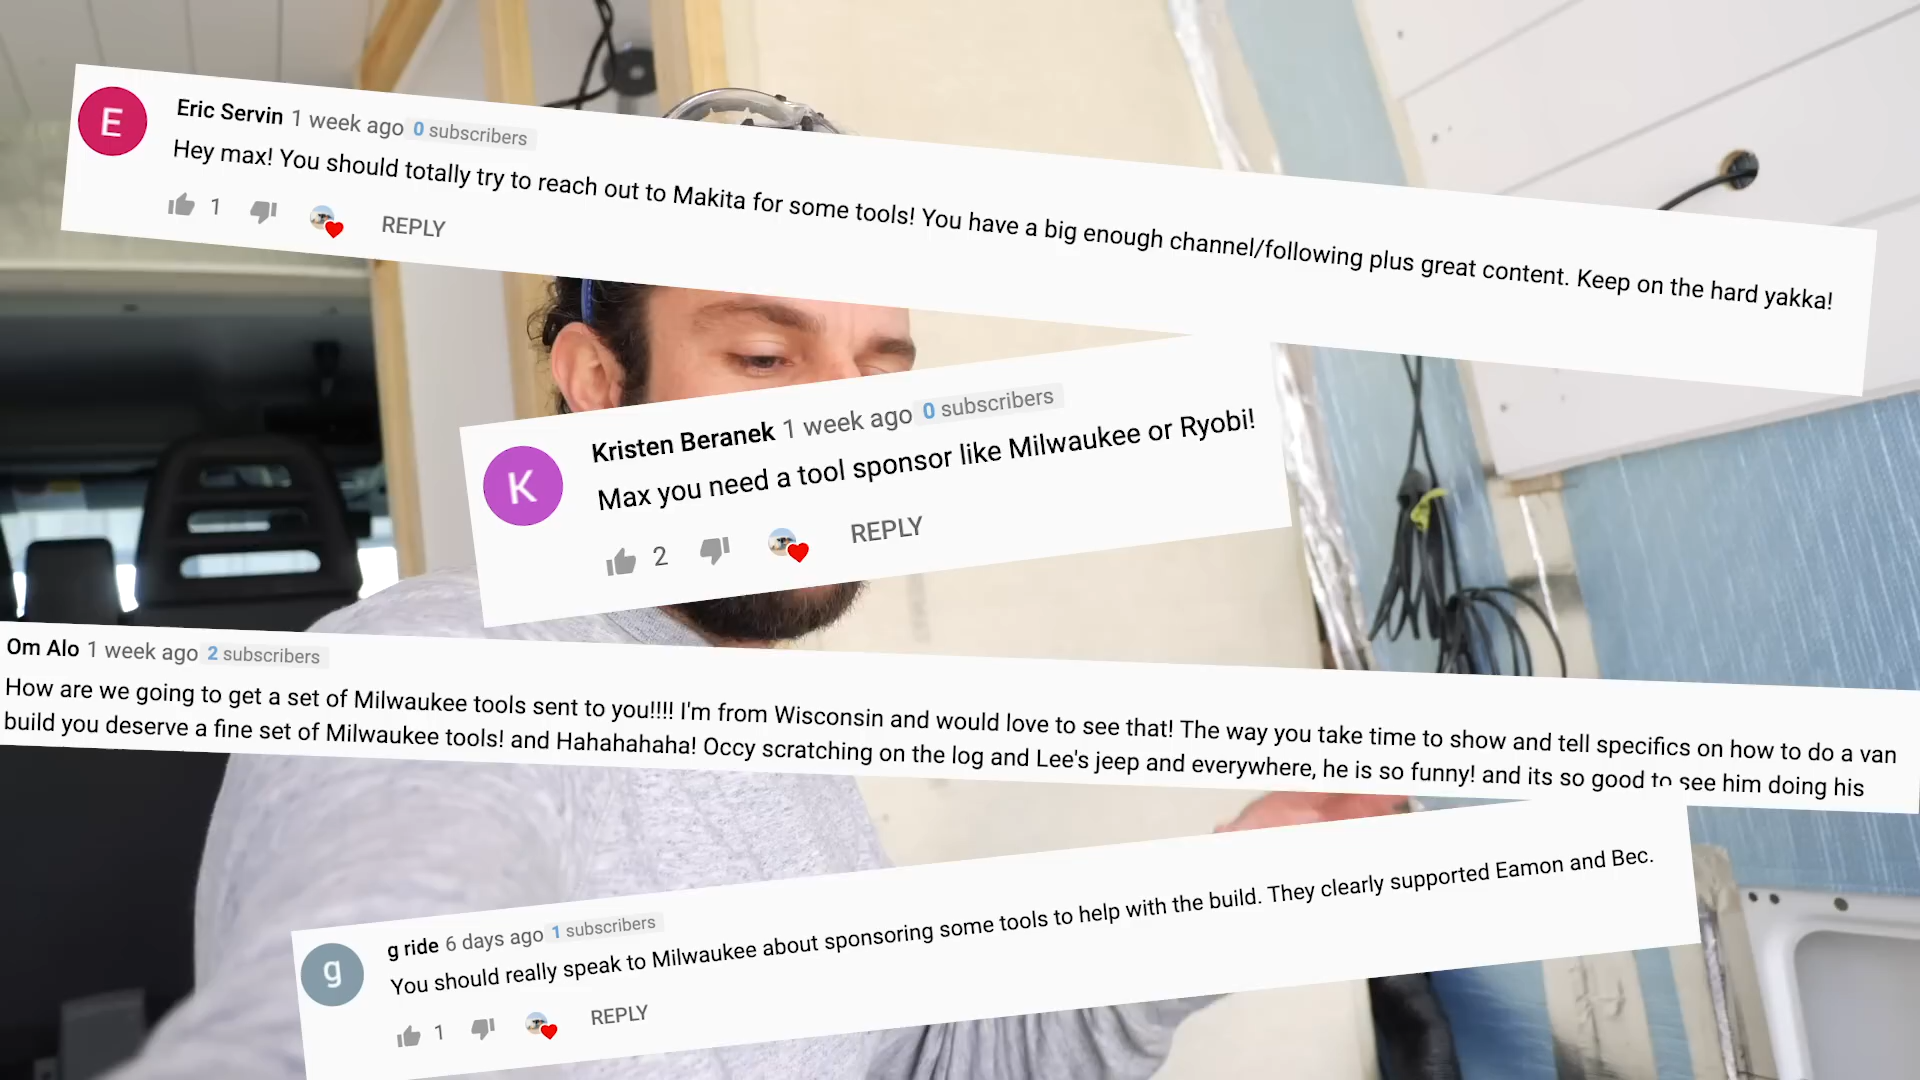 E
Eric Servin 1 week ago 0 subscribers
Hey max! You should totally try to reach out to Makita for some tools! You have a big enough channel/following plus great content. Keep on the hard yakka!
1 REPLY
K
Kristen Beranek 1 week ago 0 subscribers
Max you need a tool sponsor like Milwaukee or Ryobi!
2 REPLY
Om Alo 1 week ago 2 subscribers
How are we going to get a set of Milwaukee tools sent to you!!!! I'm from Wisconsin and would love to see that! The way you take time to show and tell specifics on how to do a van
build you deserve a fine set of Milwaukee tools! and Hahahahaha! Occy scratching on the log and Lee's jeep and everywhere, he is so funny! and its so good to see him doing his
g
g ride 6 days ago 1 subscribers
You should really speak to Milwaukee about sponsoring some tools to help with the build. They clearly supported Eamon and Bec.
1 REPLY